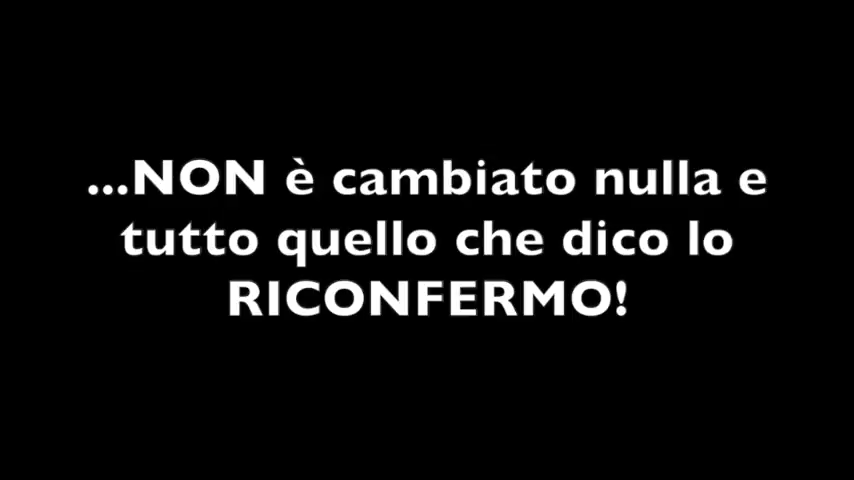 ...NON è cambiato nulla e
tutto quello che dico lo
RICONFERMO!